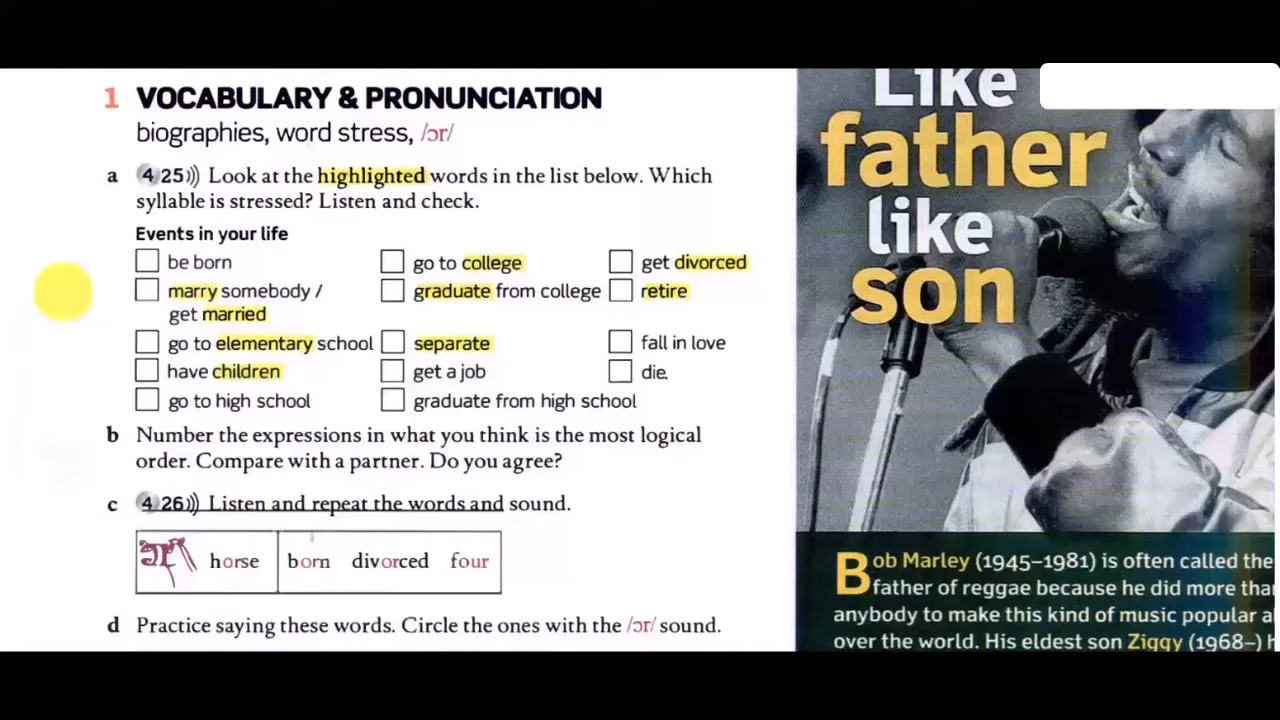 1 VOCABULARY & PRONUNCIATION
biographies, word stress, /ɔr/
a 4 25))) Look at the highlighted words in the list below. Which
syllable is stressed? Listen and check.
Events in your life
be born
marry somebody /
get married
go to elementary school
have children
go to high school
go to college
graduate from college
separate
get a job
graduate from high school
get divorced
retire
fall in love
die.
b Number the expressions in what you think is the most logical
order. Compare with a partner. Do you agree?
c 4 26))) Listen and repeat the words and sound.
horse born divorced four
d Practice saying these words. Circle the ones with the /ɔr/ sound.
Like
father
like
son
Bob Marley (1945–1981) is often called the
father of reggae because he did more
anybody to make this kind of music popular
over the world. His eldest son Ziggy (1968–)